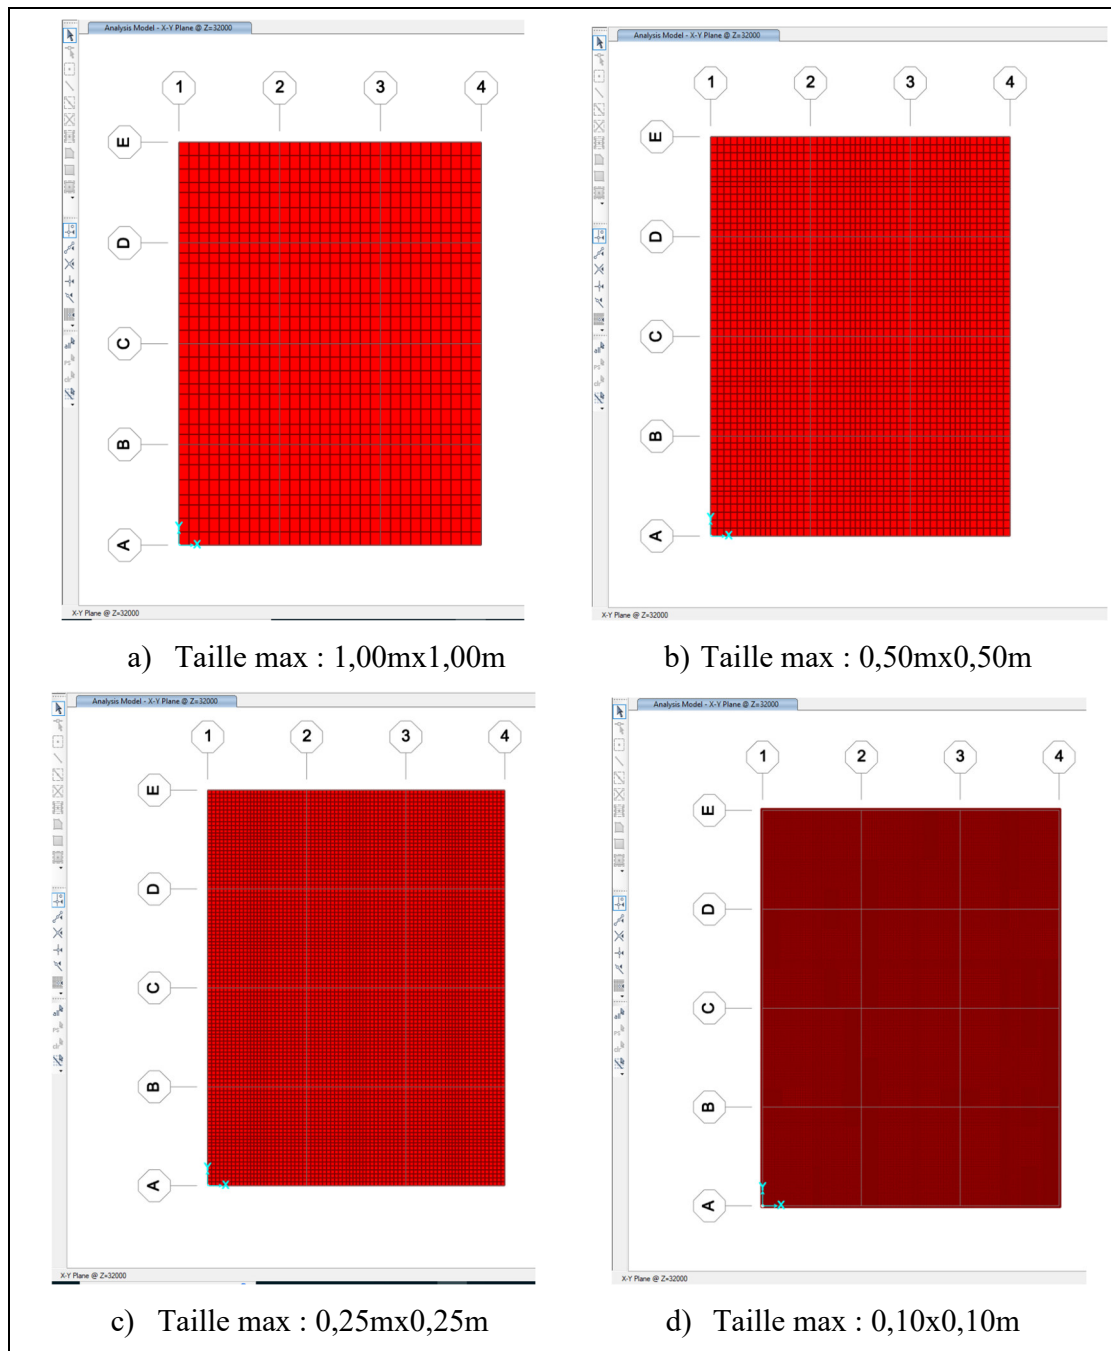 Analysis Model - X-Y Plane @ Z=32000
1 2 3 4
E
D
C
B
A
Y
X
X-Y Plane @ Z=32000
a) Taille max : 1,00mx1,00m
Analysis Model - X-Y Plane @ Z=32000
1 2 3 4
E
D
C
B
A
Y
X
X-Y Plane @ Z=32000
b) Taille max : 0,50mx0,50m
Analysis Model - X-Y Plane @ Z=32000
1 2 3 4
E
D
C
B
A
Y
X
X-Y Plane @ Z=32000
c) Taille max : 0,25mx0,25m
Analysis Model - X-Y Plane @ Z=32000
1 2 3 4
E
D
C
B
A
Y
X
X-Y Plane @ Z=32000
d) Taille max : 0,10x0,10m